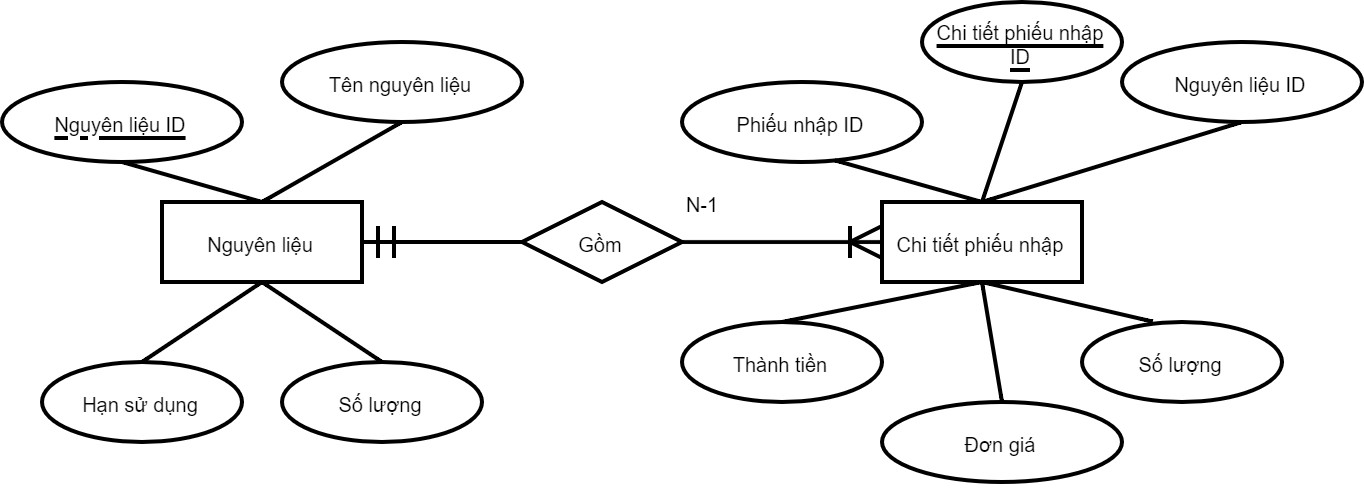 Chi tiết phiếu nhập
ID
Tên nguyên liệu
Nguyên liệu ID
Nguyên liệu ID
Phiếu nhập ID
N-1
Nguyên liệu
Gồm
Chi tiết phiếu nhập
Thành tiền
Số lượng
Hạn sử dụng
Số lượng
Đơn giá